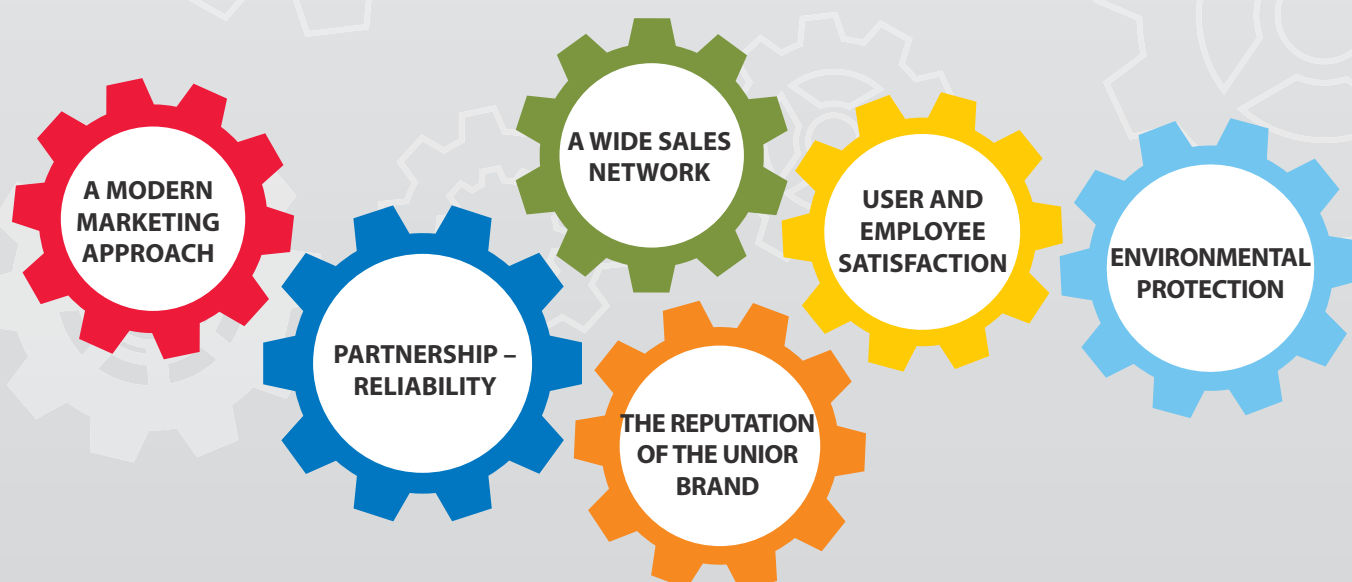 A MODERN
MARKETING
APPROACH
PARTNERSHIP –
RELIABILITY
A WIDE SALES
NETWORK
THE REPUTATION
OF THE UNIOR
BRAND
USER AND
EMPLOYEE
SATISFACTION
ENVIRONMENTAL
PROTECTION